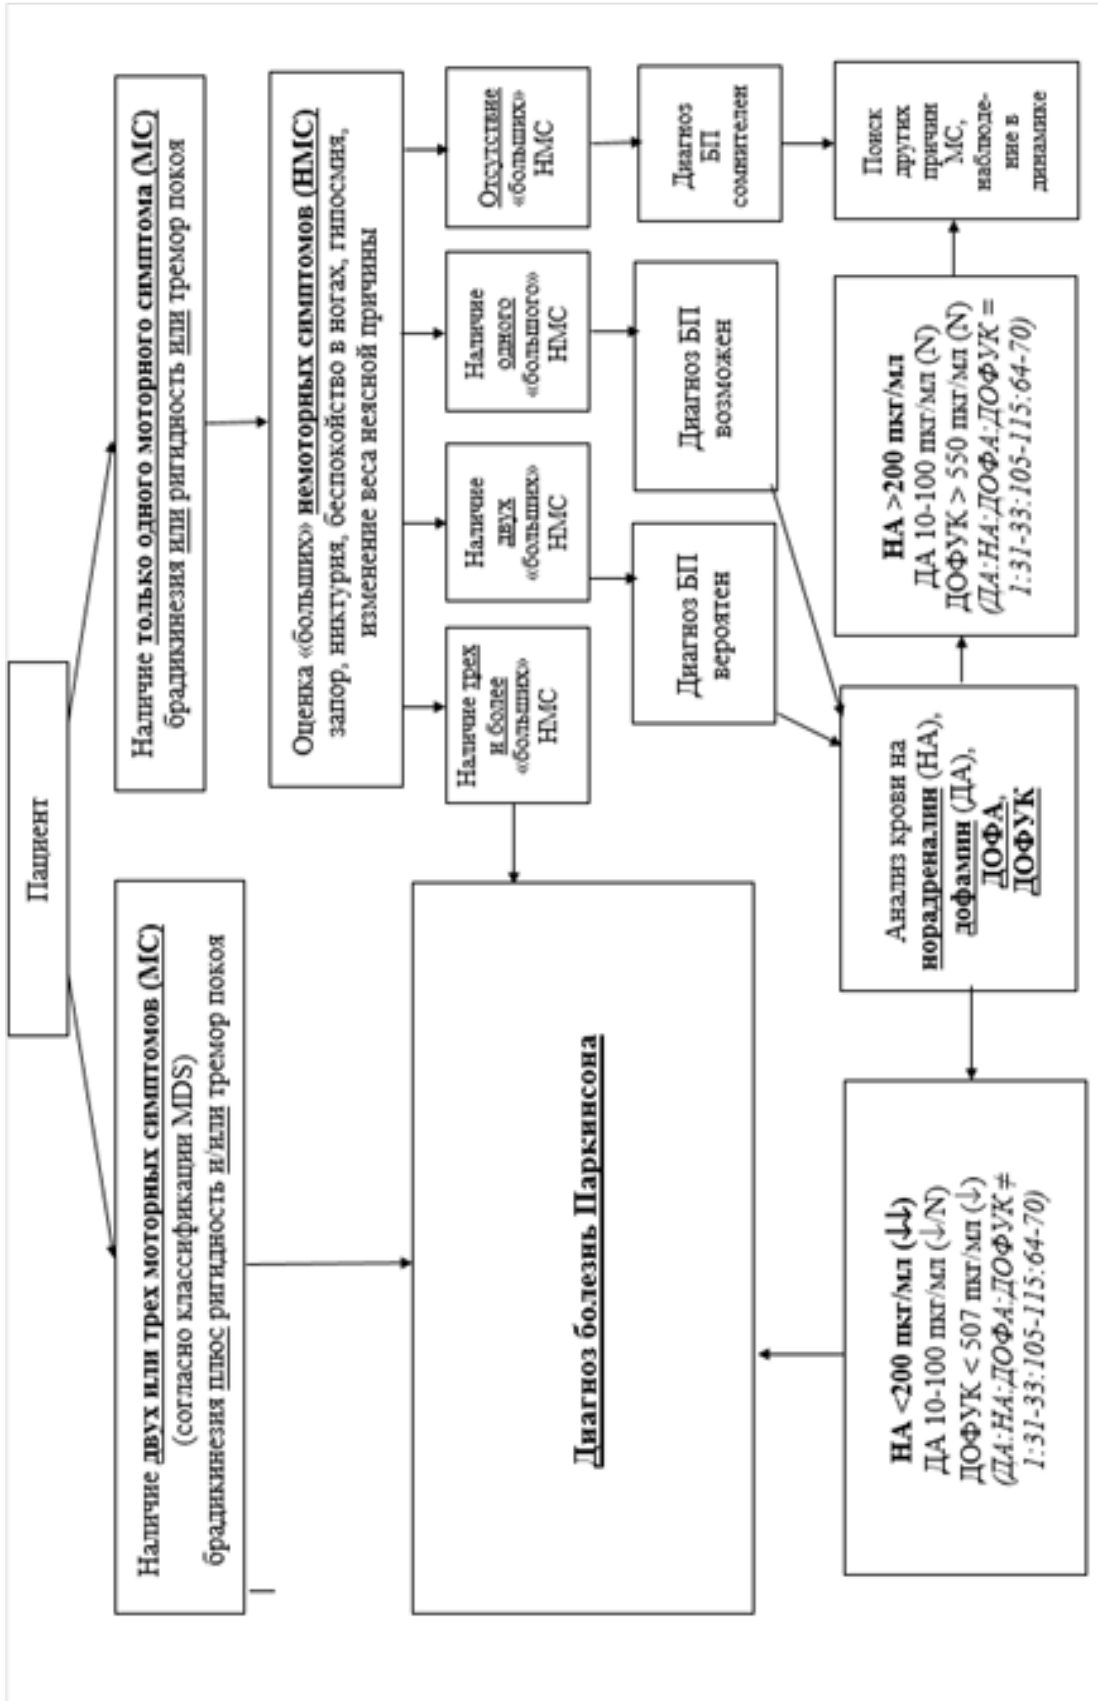 Пациент
Наличие двух или трех моторных симптомов (МС)
(согласно классификации MDS)
брадикинезия плюс ригидность и/или тремор покоя
Наличие только одного моторного симптома (МС)
брадикинезия или ригидность или тремор покоя
Оценка «больших» немоторных симптомов (НМС)
запор, никтурия, беспокойство в ногах, гипосмия,
изменение веса неясной причины
Наличие трех
и более
«больших»
НМС
Наличие
двух
«больших»
НМС
Наличие
одного
«большого»
НМС
Отсутствие
«больших»
НМС
Диагноз болезнь Паркинсона
Диагноз БП
вероятен
Диагноз БП
возможен
Диагноз
БП
сомнителен
НА <200 пкг/мл (↓↓)
ДА 10-100 пкг/мл (↓/N)
ДОФУК < 507 пкг/мл (↓)
(ДА:НА:ДОФА:ДОФУК ≠
1:31-33:105-115:64-70)
Анализ крови на
норадреналин (НА),
дофамин (ДА),
ДОФА,
ДОФУК
НА >200 пкг/мл
ДА 10-100 пкг/мл (N)
ДОФУК > 550 пкг/мл (N)
(ДА:НА:ДОФА:ДОФУК =
1:31-33:105-115:64-70)
Поиск
других
причин
МС,
наблюде-
ние в
динамике